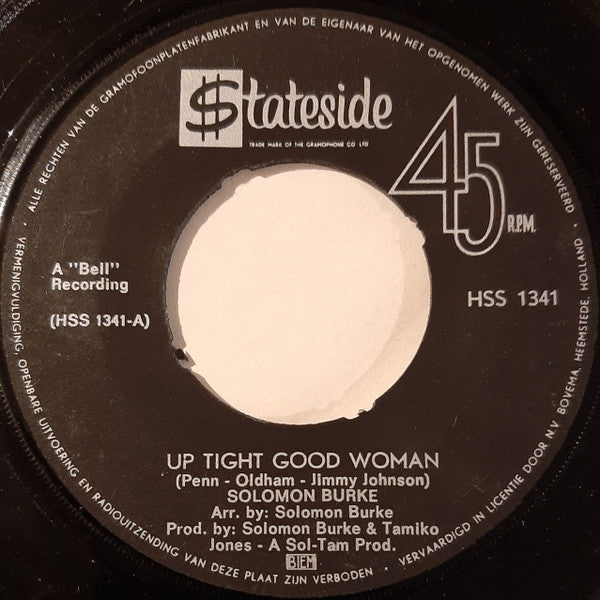 ALLE RECHTEN VAN DE GRAMOFOONPLATENFABRIKANT EN VAN DE EIGENAAR VAN HET OPGENOMEN WERK ZIJN GERESERVEERD
$tateside
TRADE MARK OF THE GRAMOPHONE CO LTD
45 R.P.M.
A "Bell"
Recording
(HSS 1341-A)
HSS 1341
UP TIGHT GOOD WOMAN
(Penn - Oldham - Jimmy Johnson)
SOLOMON BURKE
Arr. by: Solomon Burke
Prod. by: Solomon Burke & Tamiko
Jones - A Sol-Tam Prod.
BIEM
VERMENIGVULDIGING, OPENBARE UITVOERING EN RADIOUITZENDING VAN DEZE PLAAT ZIJN VERBODEN • VERVAARDIGD IN LICENTIE DOOR N.V. BOVEMA, HEEMSTEDE, HOLLAND